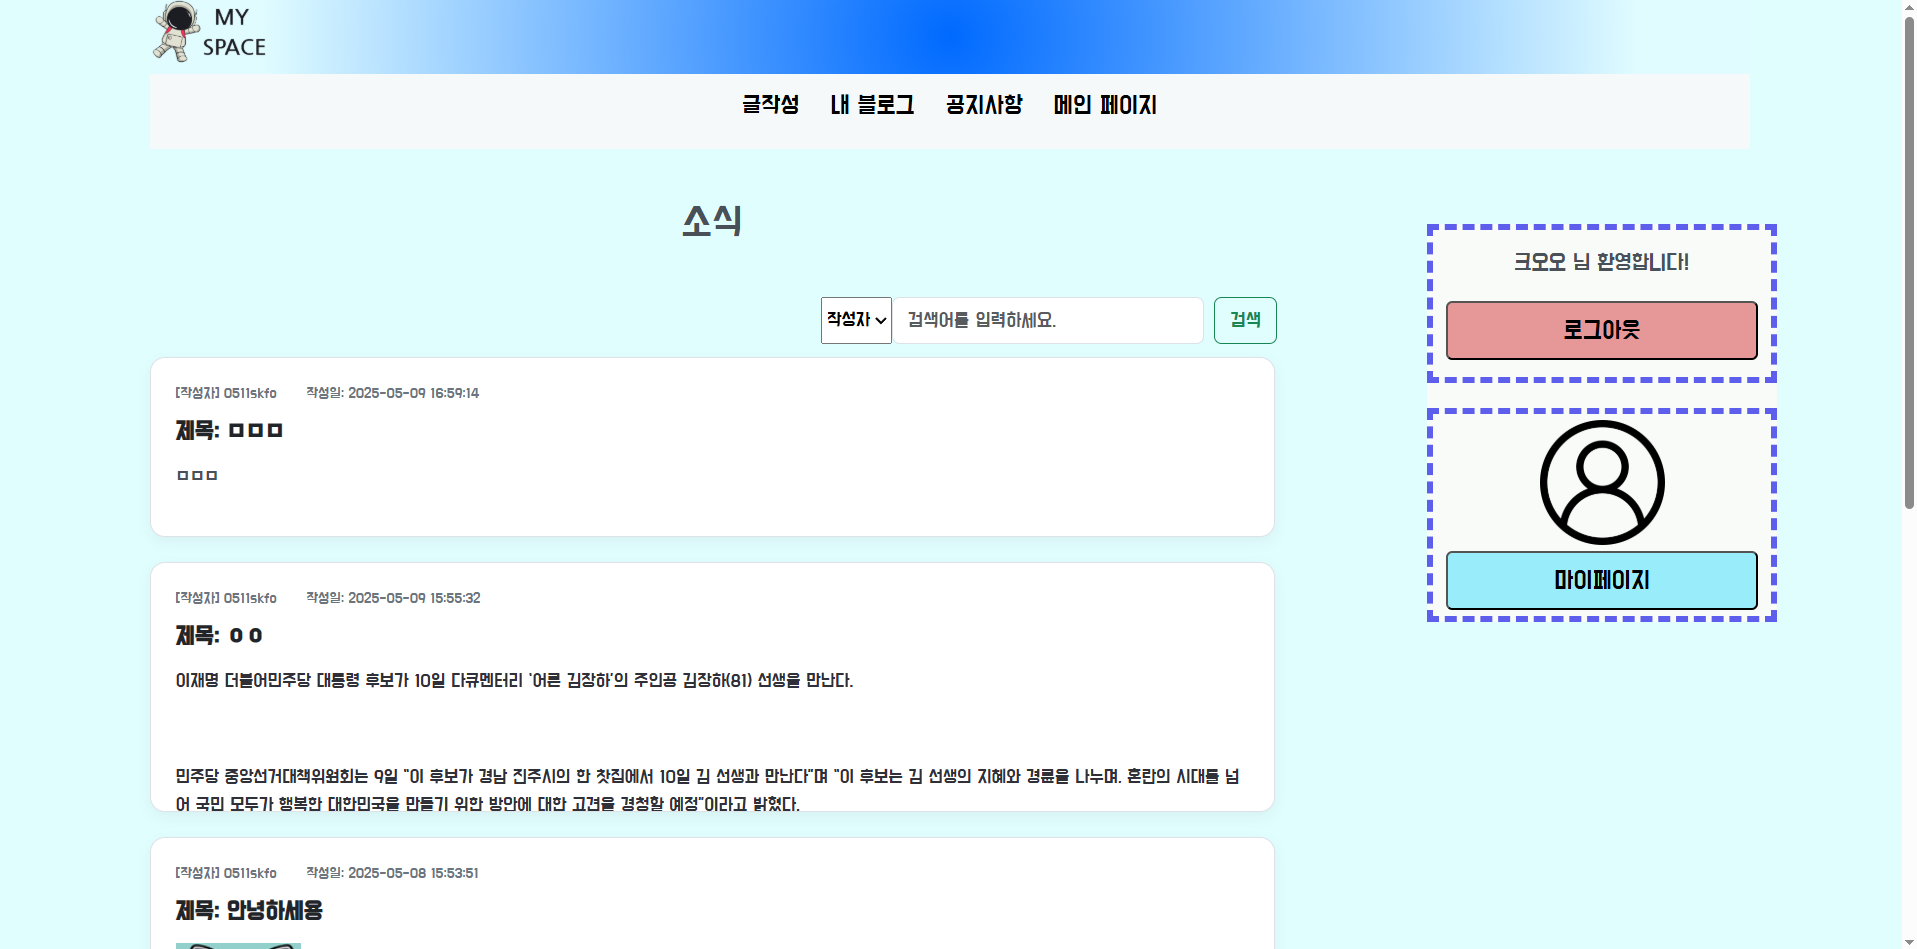 MY
SPACE
글작성 내 블로그 공지사항 메인 페이지
소식
크오오 님 환영합니다!
작성자 검색어를 입력하세요. 검색
로그아웃
[작성자] 0511skfo 작성일: 2025-05-09 16:59:14
제목: ㅁㅁㅁ
ㅁㅁㅁ
마이페이지
[작성자] 0511skfo 작성일: 2025-05-09 15:55:32
제목: ㅇㅇ
이재명 더불어민주당 대통령 후보가 10일 다큐멘터리 '어른 김장하'의 주인공 김장하(81) 선생을 만난다.
민주당 중앙선거대책위원회는 9일 "이 후보가 경남 진주시의 한 찻집에서 10일 김 선생과 만난다"며 "이 후보는 김 선생의 지혜와 경륜을 나누며, 혼란의 시대를 넘
어 국민 모두가 행복한 대한민국을 만들기 위한 방안에 대한 고견을 경청할 예정"이라고 밝혔다.
[작성자] 0511skfo 작성일: 2025-05-08 15:53:51
제목: 안녕하세용